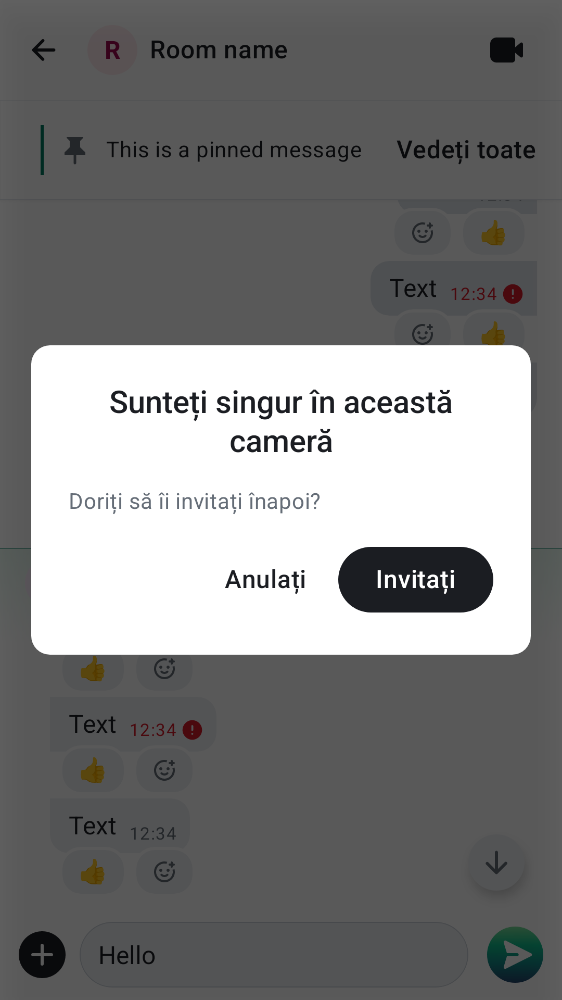 R Room name
This is a pinned message Vedeți toate
Text 12:34
Sunteți singur în această
cameră
Doriți să îi invitați înapoi?
Anulați Invitați
Text 12:34
Text 12:34
Hello